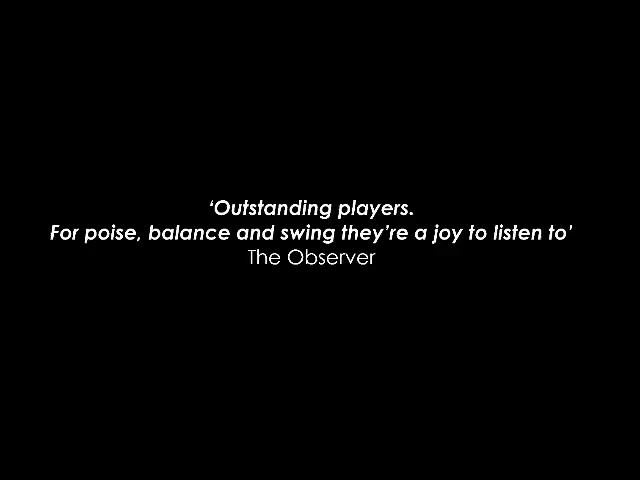 ‘Outstanding players.
For poise, balance and swing they’re a joy to listen to’
The Observer